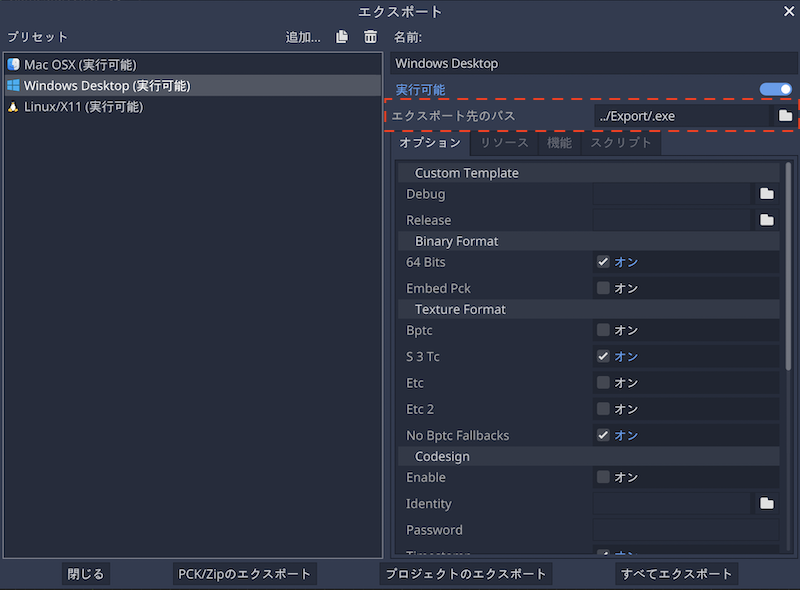 エクスポート
プリセット
追加...
Mac OSX (実行可能)
Windows Desktop (実行可能)
Linux/X11 (実行可能)
名前:
Windows Desktop
実行可能
エクスポート先のパス ../Export/.exe
オプション リソース 機能 スクリプト
Custom Template
Debug
Release
Binary Format
64 Bits オン
Embed Pck オン
Texture Format
Bptc オン
S 3 Tc オン
Etc オン
Etc 2 オン
No Bptc Fallbacks オン
Codesign
Enable オン
Identity
Password
Timestamp オン
閉じる PCK/Zipのエクスポート プロジェクトのエクスポート すべてエクスポート